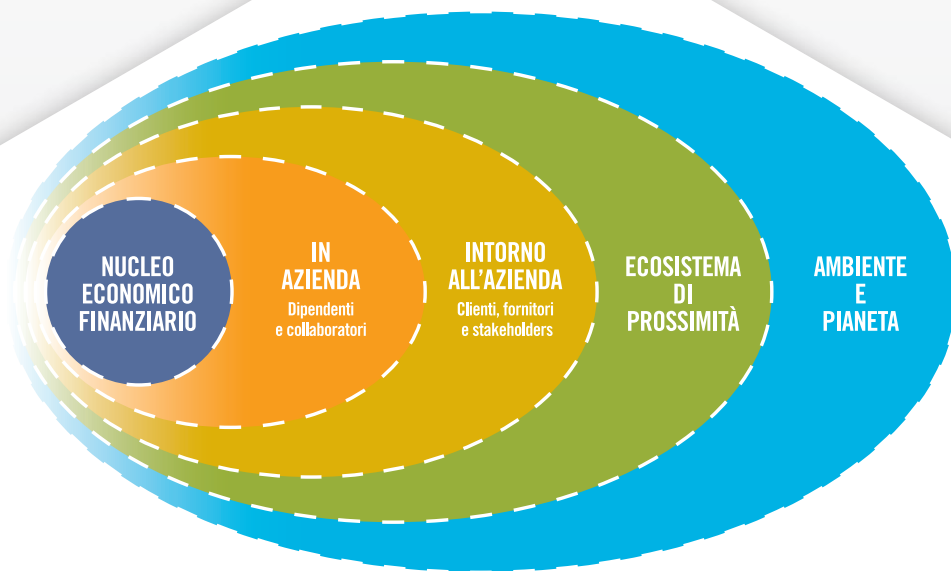 NUCLEO
ECONOMICO
FINANZIARIO
IN
AZIENDA
Dipendenti
e collaboratori
INTORNO
ALL'AZIENDA
Clienti, fornitori
e stakeholders
ECOSISTEMA
DI
PROSSIMITÀ
AMBIENTE
E
PIANETA